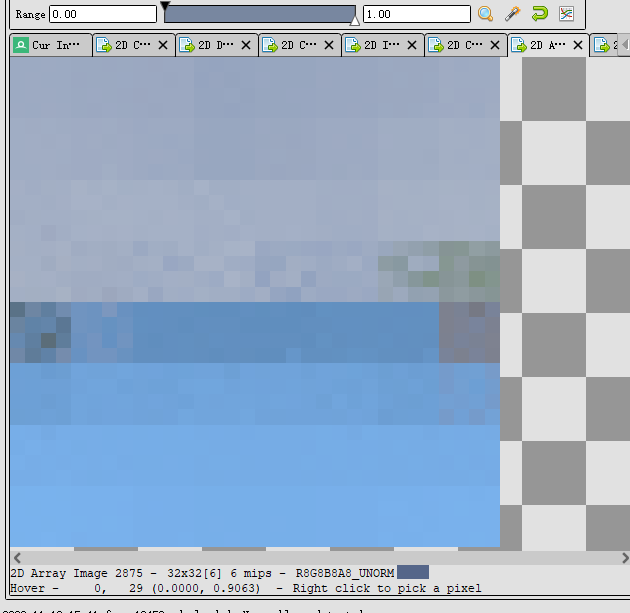 Range 0.00 1.00
Cur In··· 2D C··· 2D D··· 2D C··· 2D I··· 2D C··· 2D A···
2D Array Image 2875 - 32x32[6] 6 mips - R8G8B8A8_UNORM
Hover - 0, 29 (0.0000, 0.9063) - Right click to pick a pixel